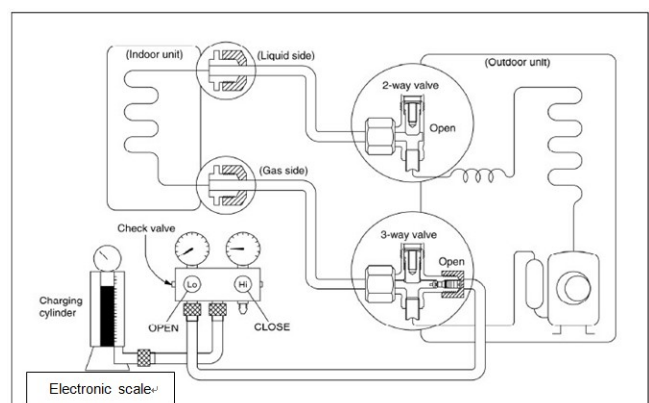 (Indoor unit)
(Liquid side)
(Outdoor unit)
2-way valve
Open
(Gas side)
3-way valve
Open
Check valve
Lo
Hi
Charging
cylinder
OPEN
CLOSE
Electronic scale